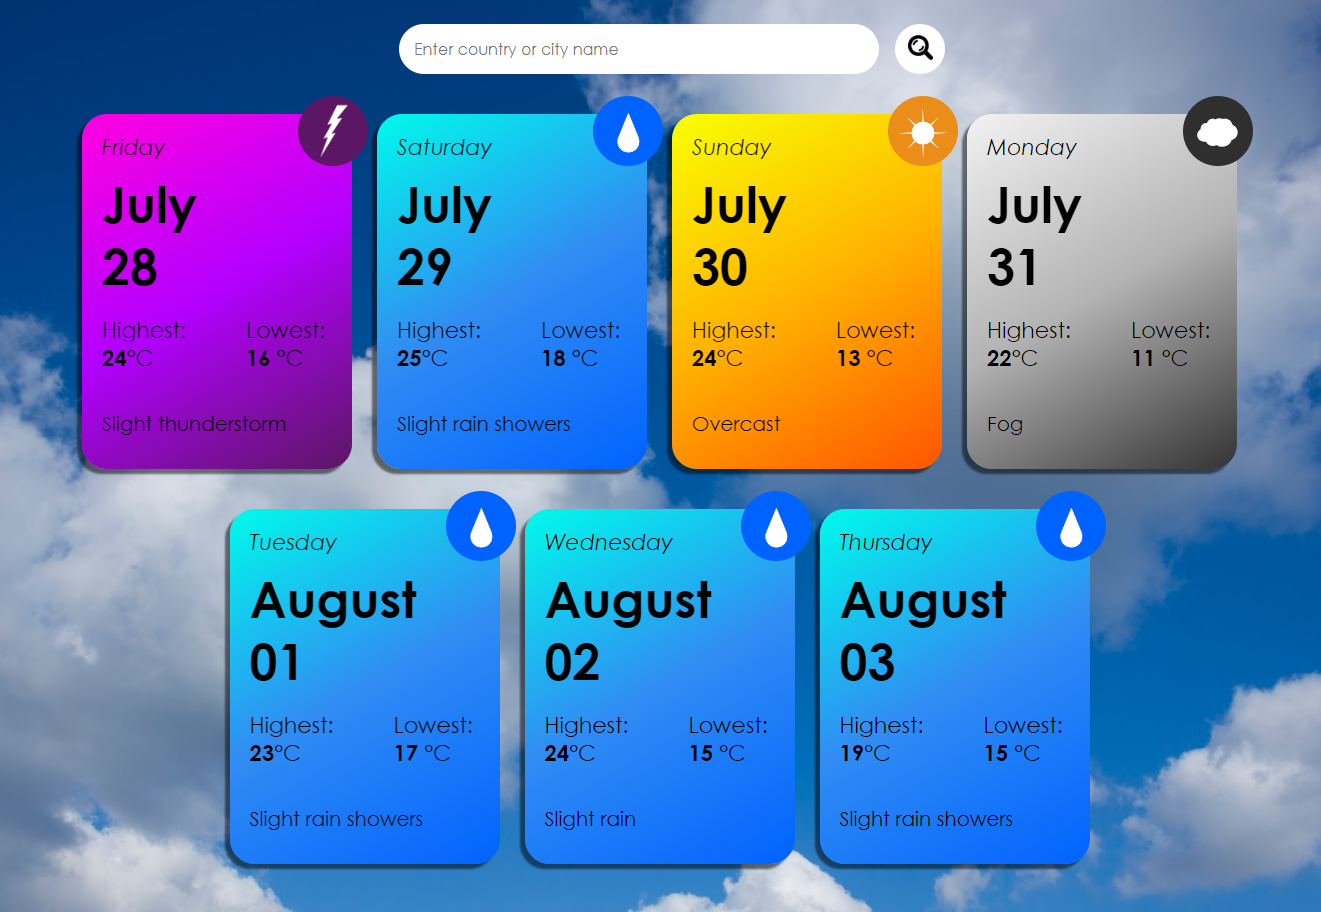 Enter country or city name
Friday
July
28
Highest: Lowest:
24°C 16 °C
Slight thunderstorm
Saturday
July
29
Highest: Lowest:
25°C 18 °C
Slight rain showers
Sunday
July
30
Highest: Lowest:
24°C 13 °C
Overcast
Monday
July
31
Highest: Lowest:
22°C 11 °C
Fog
Tuesday
August
01
Highest: Lowest:
23°C 17 °C
Slight rain showers
Wednesday
August
02
Highest: Lowest:
24°C 15 °C
Slight rain
Thursday
August
03
Highest: Lowest:
19°C 15 °C
Slight rain showers